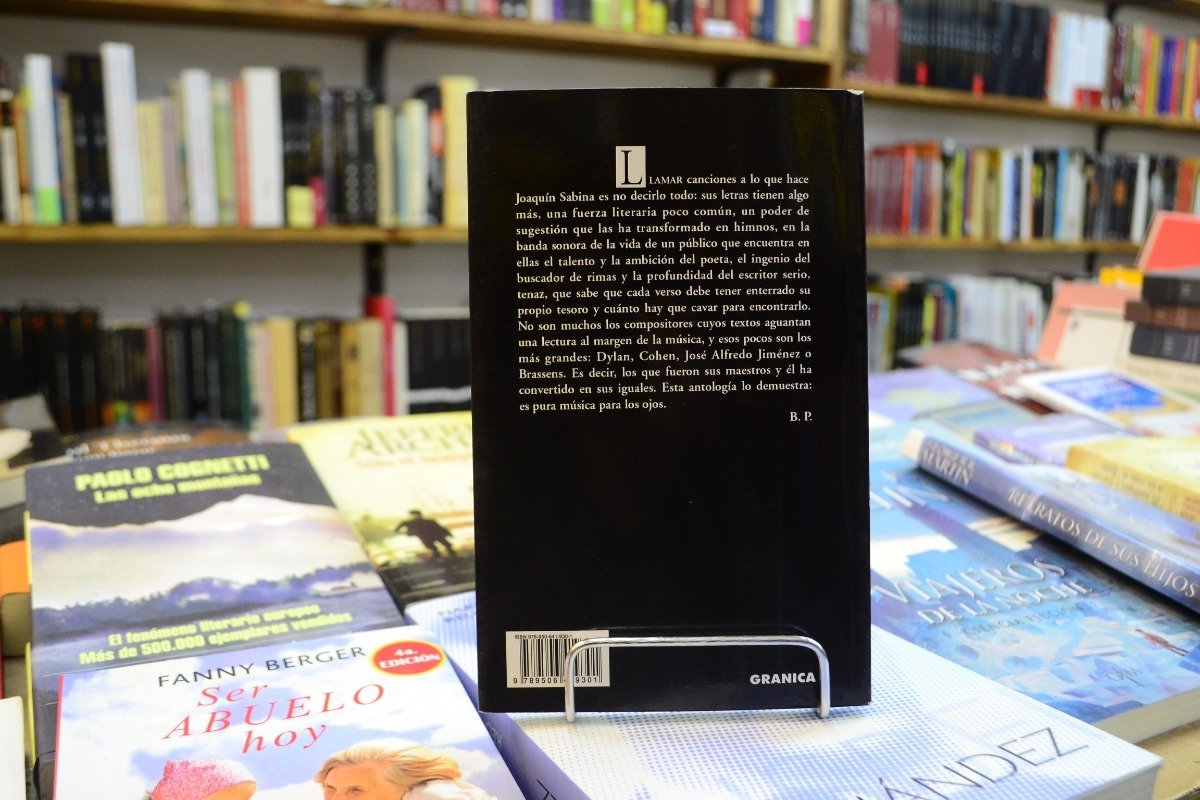 LLAMAR canciones a lo que hace
Joaquín Sabina es no decirlo todo: sus letras tienen algo
más, una fuerza literaria poco común, un poder de
sugestión que las ha transformado en himnos, en la
banda sonora de la vida de un público que encuentra en
ellas el talento y la ambición del poeta, el ingenio del
buscador de rimas y la profundidad del escritor serio,
tenaz, que sabe que cada verso debe tener enterrado su
propio tesoro y cuánto hay que cavar para encontrarlo.
No son muchos los compositores cuyos textos aguantan
una lectura al margen de la música, y esos pocos son los
más grandes: Dylan, Cohen, José Alfredo Jiménez o
Brassens. Es decir, los que fueron sus maestros y él ha
convertido en sus iguales. Esta antología lo demuestra:
es pura música para los ojos.
B. P.
GRANICA
PAOLO COGNETTI
Las ocho montañas
El fenómeno literario europeo
Más de 500.000 ejemplares vendidos
FANNY BERGER
4a.
EDICIÓN
Ser
ABUELO
hoy
MARTIN
RETRATOS DE SUS HIJOS
VIAJEROS
DE LA NOCHE
CIENCIA FICCIÓN